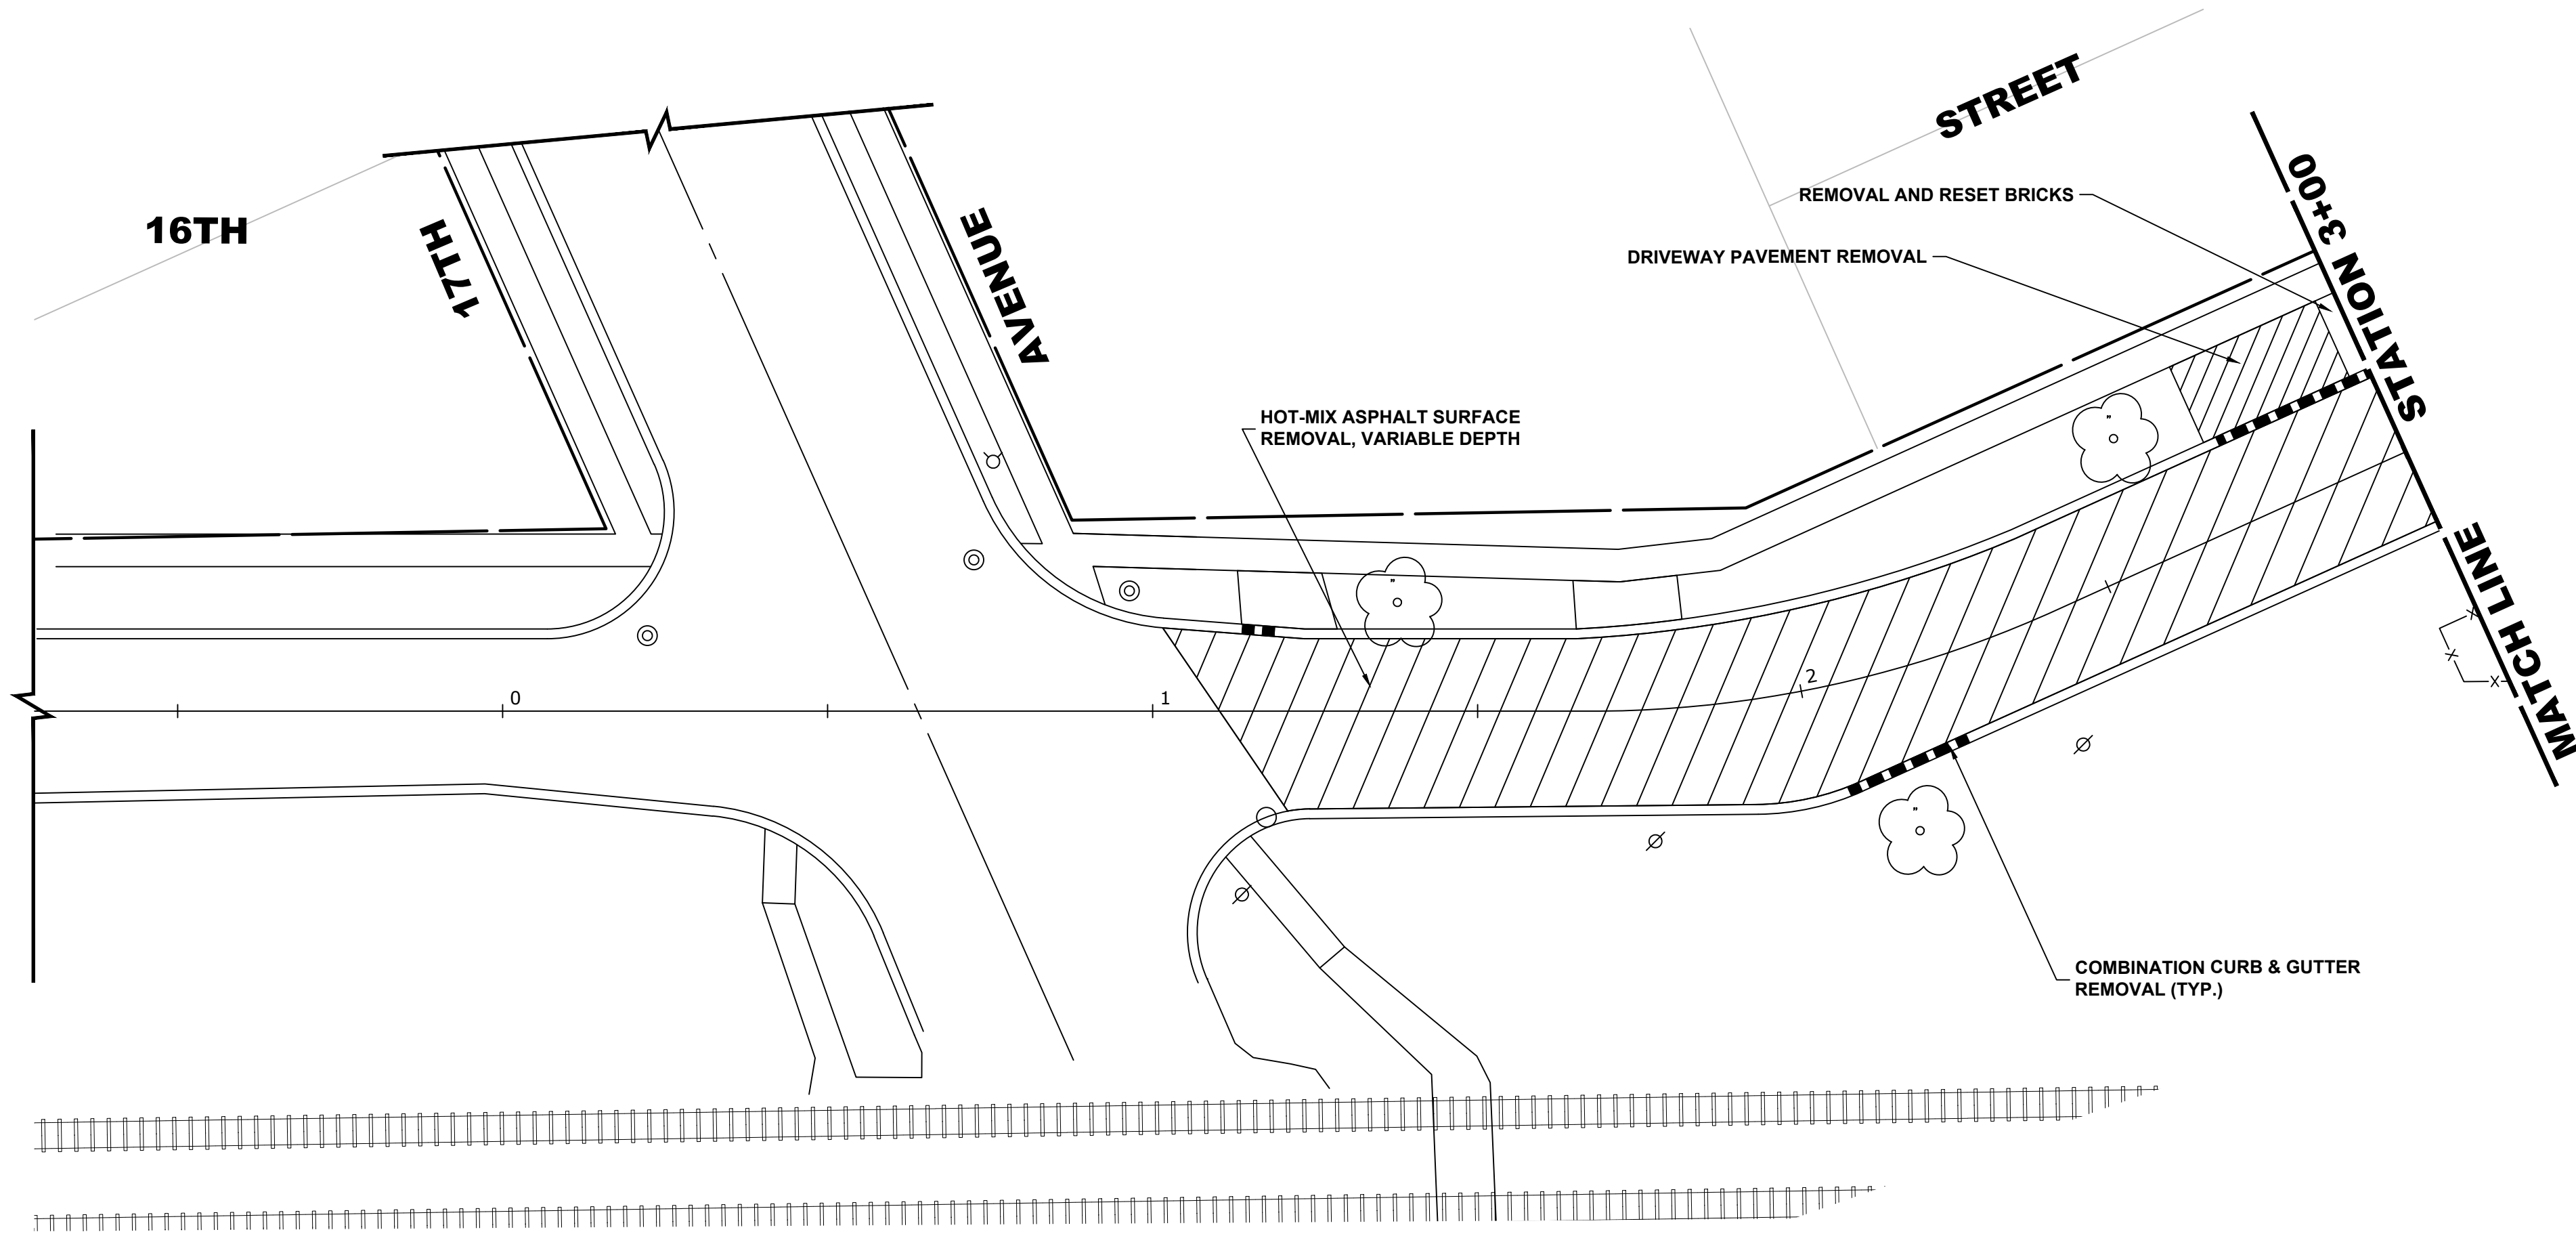 STREET
STATION 3+00
REMOVAL AND RESET BRICKS
16TH
17TH
AVENUE
DRIVEWAY PAVEMENT REMOVAL
HOT-MIX ASPHALT SURFACE
REMOVAL, VARIABLE DEPTH
MATCH LINE
0
1
2
X
X
X
COMBINATION CURB & GUTTER
REMOVAL (TYP.)